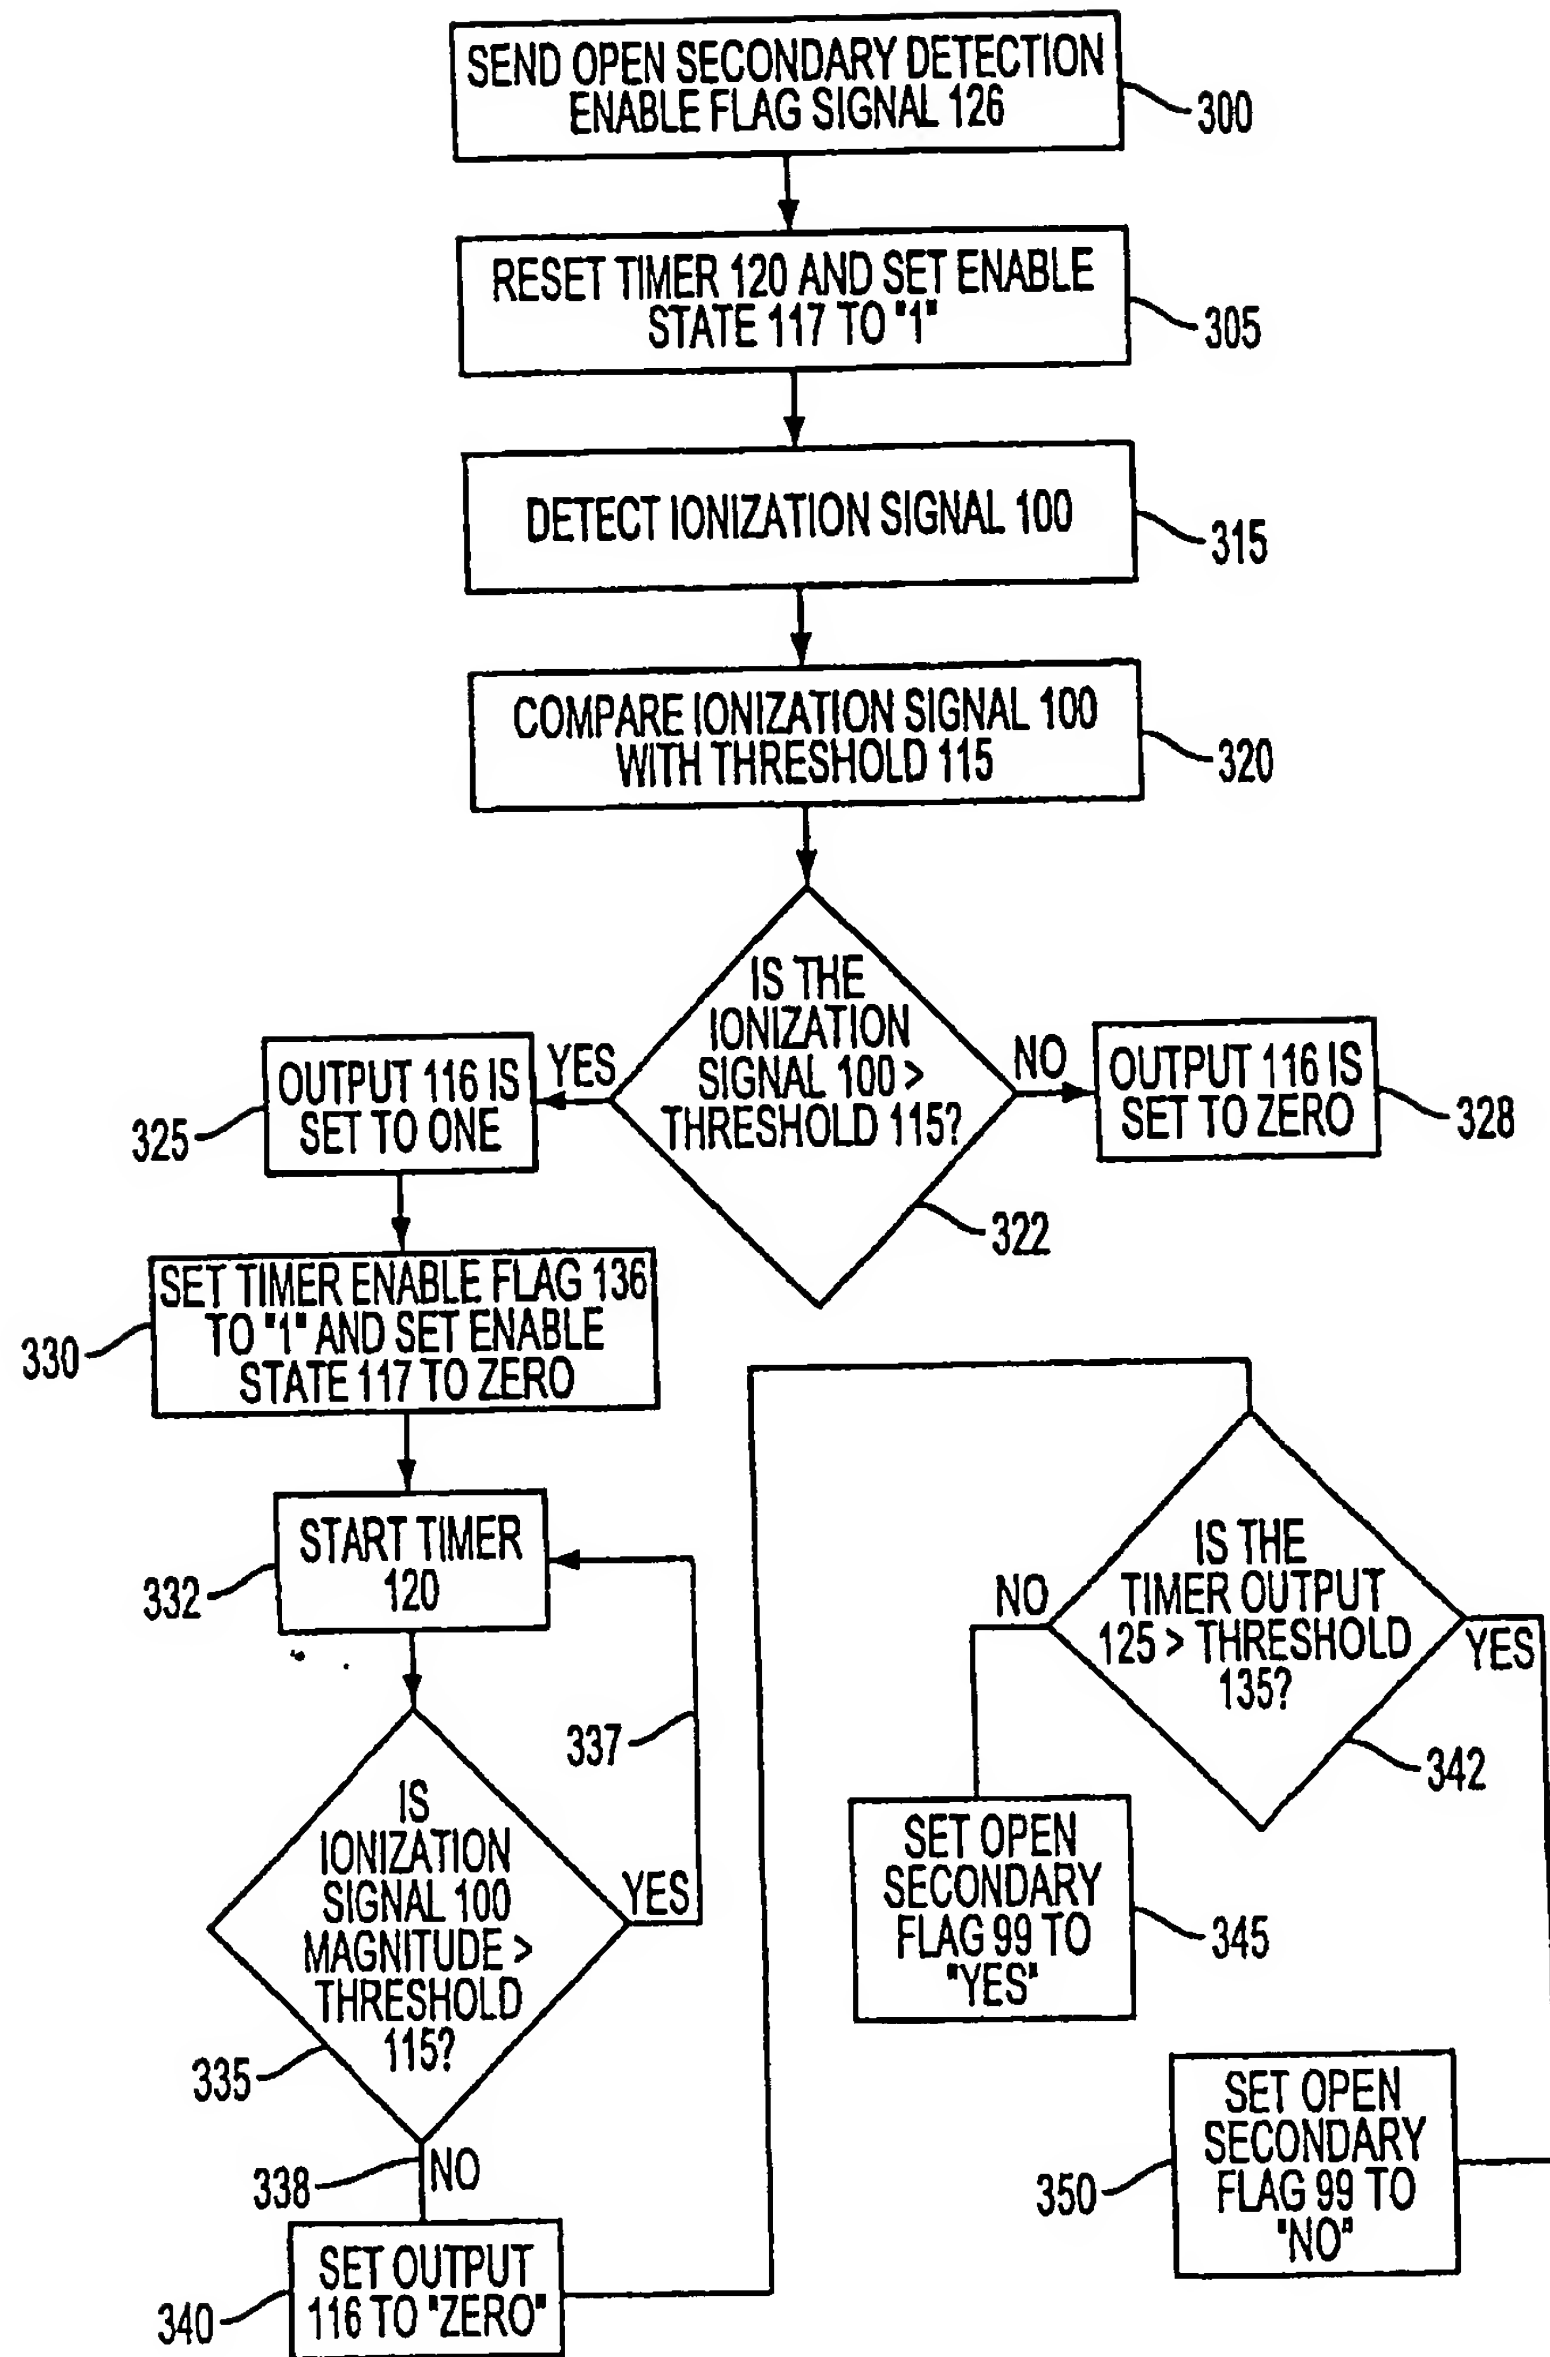 SEND OPEN SECONDARY DETECTION
ENABLE FLAG SIGNAL 126
300
RESET TIMER 120 AND SET ENABLE
STATE 117 TO "1"
305
DETECT IONIZATION SIGNAL 100
315
COMPARE IONIZATION SIGNAL 100
WITH THRESHOLD 115
320
IS THE
IONIZATION
SIGNAL 100 >
THRESHOLD 115?
322
YES
NO
OUTPUT 116 IS
SET TO ONE
325
OUTPUT 116 IS
SET TO ZERO
328
SET TIMER ENABLE FLAG 136
TO "1" AND SET ENABLE
STATE 117 TO ZERO
330
START TIMER
120
332
337
IS
IONIZATION
SIGNAL 100
MAGNITUDE >
THRESHOLD
115?
335
YES
338
NO
SET OUTPUT
116 TO "ZERO"
340
IS THE
TIMER OUTPUT
125 > THRESHOLD
135?
342
NO
YES
SET OPEN
SECONDARY
FLAG 99 TO
"YES"
345
SET OPEN
SECONDARY
FLAG 99 TO
"NO"
350